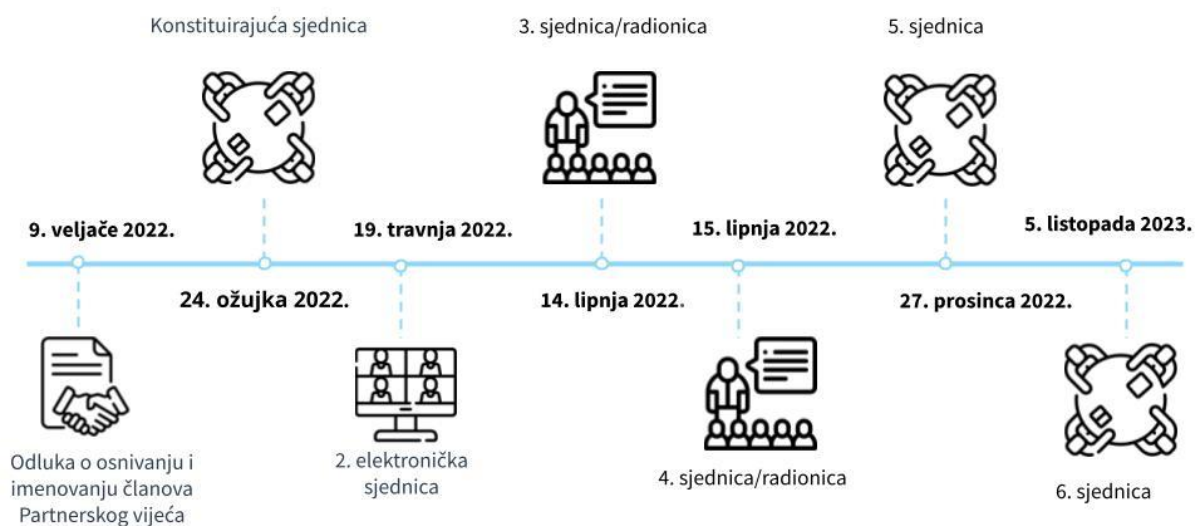 Konstituirajuća sjednica
3. sjednica/radionica
5. sjednica
9. veljače 2022.
19. travnja 2022.
15. lipnja 2022.
5. listopada 2023.
24. ožujka 2022.
14. lipnja 2022.
27. prosinca 2022.
Odluka o osnivanju i
imenovanju članova
Partnerskog vijeća
2. elektronička
sjednica
4. sjednica/radionica
6. sjednica